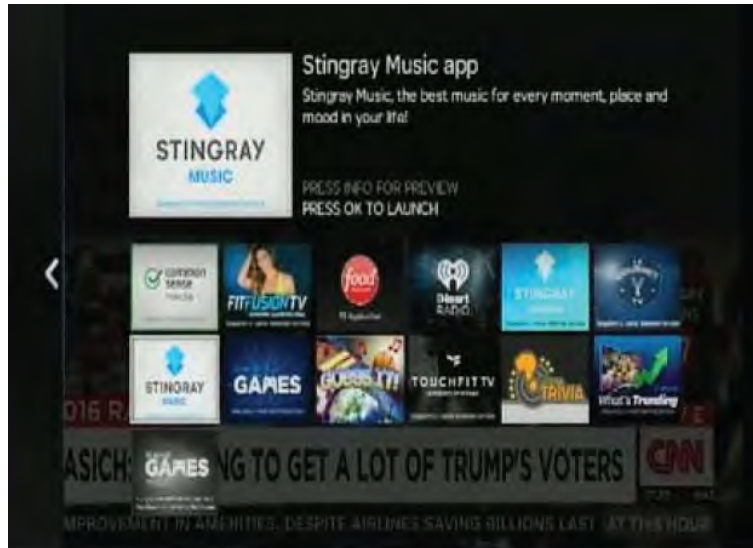 Stingray Music app
Stingray Music, the best music for every moment, place and
mood in your life!
STINGRAY
MUSIC
PRESS INFO FOR PREVIEW
PRESS OK TO LAUNCH
common
sense
media
FITFUSIONTV
food
iHeart
RADIO
STINGRAY
STINGRAY
MUSIC
GAMES
GUESS IT!
TOUCHFIT TV
TRIVIA
What's Trending
GAMES
016 R
ASICH:
NG TO GET A LOT OF TRUMP'S VOTERS
CNN
MPROVEMENT IN AMENITIES, DESPITE AIRLINES SAVING BILLIONS LAST
AT THIS HOUR